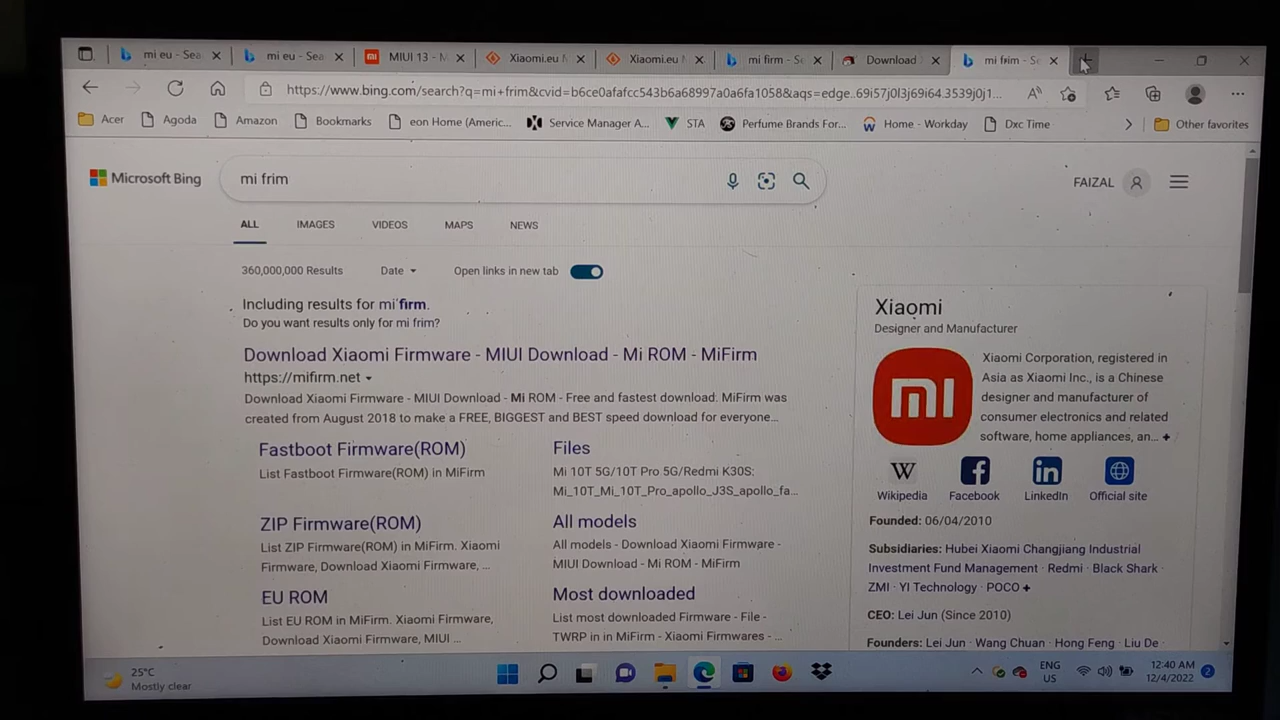 mi eu - Sea
mi eu - Sea
MIUI 13 - M
Xiaomi.eu M
Xiaomi.eu M
mi firm - Se
Download
mi frim - Se
https://www.bing.com/search?q=mi+frim&cvid=b6ce0afafcc543b6a68997a0a6fa1058&aqs=edge..69i57j0l3j69i64.3539j0j1...
Acer
Agoda
Amazon
Bookmarks
eon Home (Americ...
Service Manager A...
STA
Perfume Brands For...
Home - Workday
Dxc Time
Other favorites
Microsoft Bing
mi frim
FAIZAL
ALL IMAGES VIDEOS MAPS NEWS
360,000,000 Results Date Open links in new tab
Including results for mi firm.
Do you want results only for mi frim?
Download Xiaomi Firmware - MIUI Download - Mi ROM - MiFirm
https://mifirm.net
Download Xiaomi Firmware - MIUI Download - Mi ROM - Free and fastest download. MiFirm was
created from August 2018 to make a FREE, BIGGEST and BEST speed download for everyone...
Fastboot Firmware(ROM)
List Fastboot Firmware(ROM) in MiFirm
ZIP Firmware(ROM)
List ZIP Firmware(ROM) in MiFirm. Xiaomi
Firmware, Download Xiaomi Firmware, ...
EU ROM
List EU ROM in MiFirm. Xiaomi Firmware,
Download Xiaomi Firmware, MIUI ...
Files
Mi 10T 5G/10T Pro 5G/Redmi K30S:
Mi_10T_Mi_10T_Pro_apollo_J3S_apollo_fa...
All models
All models - Download Xiaomi Firmware -
MIUI Download - Mi ROM - MiFirm
Most downloaded
List most downloaded Firmware - File -
TWRP in in MiFirm - Xiaomi Firmwares - ...
Xiaomi
Designer and Manufacturer
mi
Xiaomi Corporation, registered in
Asia as Xiaomi Inc., is a Chinese
designer and manufacturer of
consumer electronics and related
software, home appliances, an...
W
Wikipedia
Facebook
in
LinkedIn
Official site
Founded: 06/04/2010
Subsidiaries: Hubei Xiaomi Changjiang Industrial
Investment Fund Management · Redmi · Black Shark ·
ZMI · YI Technology · POCO
CEO: Lei Jun (Since 2010)
Founders: Lei Jun · Wang Chuan · Hong Feng · Liu De ·
25°C
Mostly clear
ENG
US
12:40 AM
12/4/2022
2